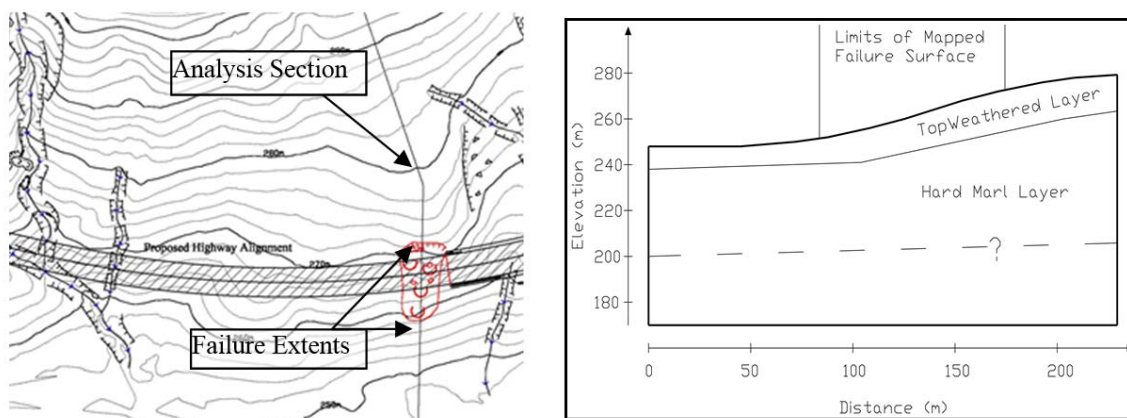 Analysis Section
280m
Proposed Highway Alignment
270m
Failure Extents
250m
Limits of Mapped
Failure Surface
TopWeathered Layer
Hard Marl Layer
?
Elevation (m)
280
260
240
220
200
180
0
50
100
150
200
Distance (m)